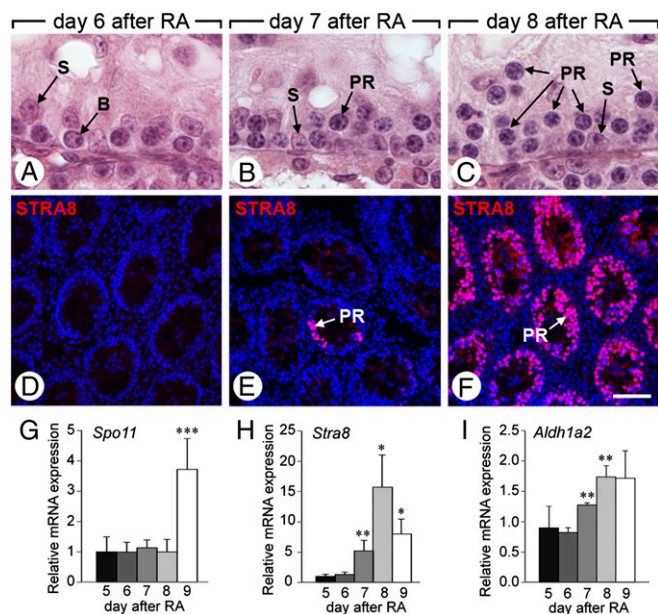 day 6 after RA
day 7 after RA
day 8 after RA
S
B
A
S
PR
B
PR
PR
S
C
STRA8
D
STRA8
PR
E
STRA8
PR
F
G
Spo11
***
Relative mRNA expression
5
4
3
2
1
0
5 6 7 8 9
day after RA
H
Stra8
*
**
*
Relative mRNA expression
25
20
15
10
5
0
5 6 7 8 9
day after RA
I
Aldh1a2
**
**
Relative mRNA expression
2.5
2.0
1.5
1.0
0.5
0
5 6 7 8 9
day after RA